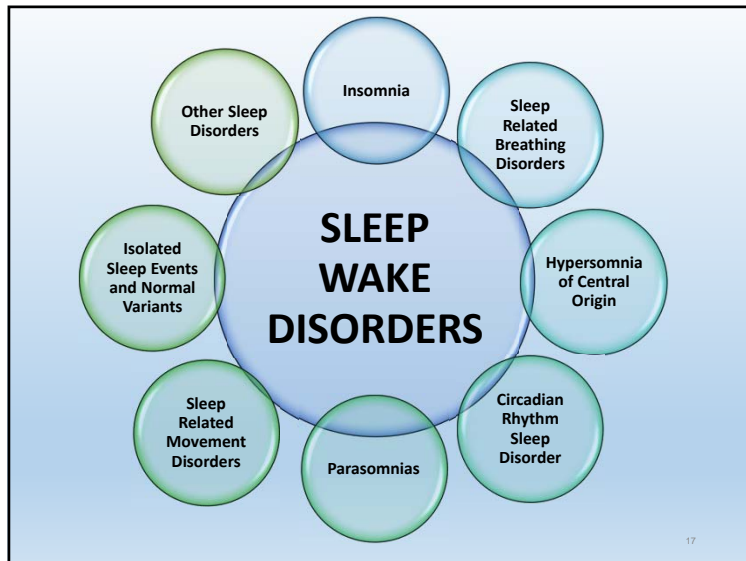 SLEEP
WAKE
DISORDERS
Insomnia
Sleep
Related
Breathing
Disorders
Hypersomnia
of Central
Origin
Circadian
Rhythm
Sleep
Disorder
Parasomnias
Sleep
Related
Movement
Disorders
Isolated
Sleep Events
and Normal
Variants
Other Sleep
Disorders
17